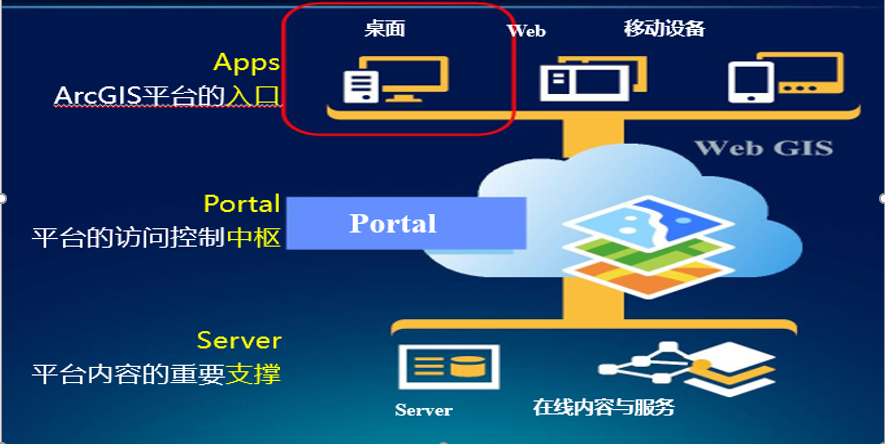 桌面
Web
移动设备
Apps
ArcGIS平台的入口
Web GIS
Portal
平台的访问控制中枢
Portal
Server
平台内容的重要支撑
Server
在线内容与服务